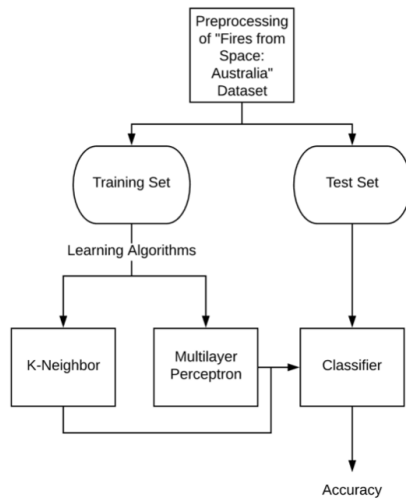 Preprocessing
of "Fires from
Space:
Australia"
Dataset
Training Set
Test Set
Learning Algorithms
K-Neighbor
Multilayer
Perceptron
Classifier
Accuracy